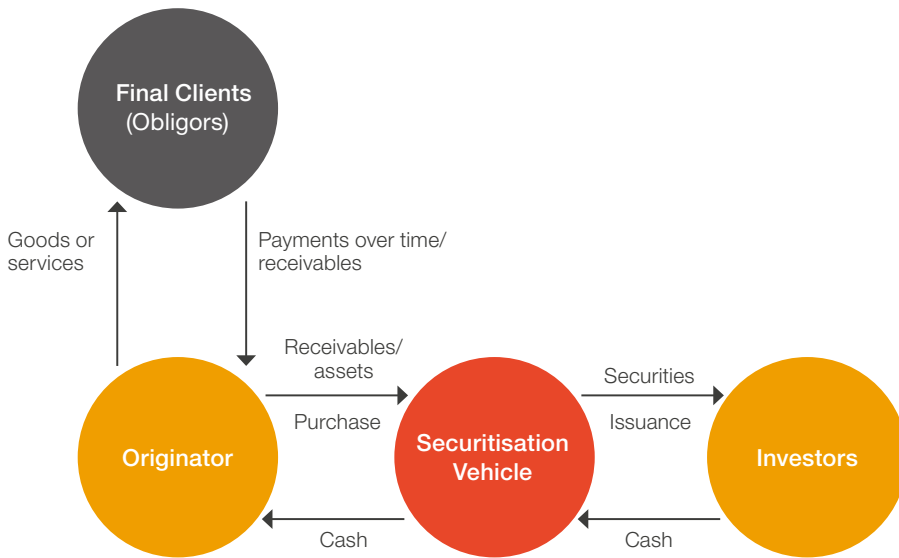 Final Clients
(Obligors)
Goods or
services
Payments over time/
receivables
Receivables/
assets
Purchase
Securities
Issuance
Originator
Securitisation
Vehicle
Investors
Cash
Cash